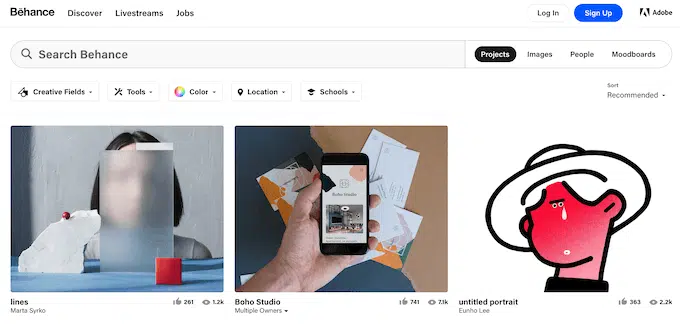 Bēhance Discover Livestreams Jobs Log In Sign Up Adobe
Search Behance Projects Images People Moodboards
Creative Fields Tools Color Location Schools
Sort
Recommended
Boho Studio
lines 261 1.2k
Marta Syrko
Boho Studio 741 7.1k
Multiple Owners
untitled portrait 363 2.2k
Eunho Lee